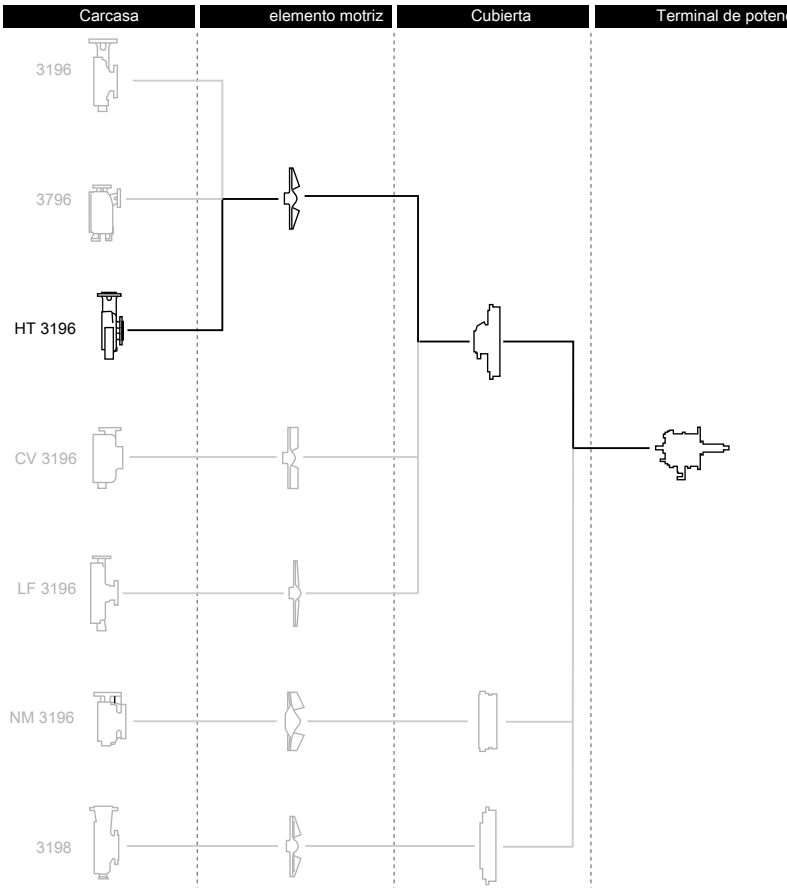 Carcasa
elemento motriz
Cubierta
Terminal de poten
3196
3796
HT 3196
CV 3196
LF 3196
NM 3196
3198